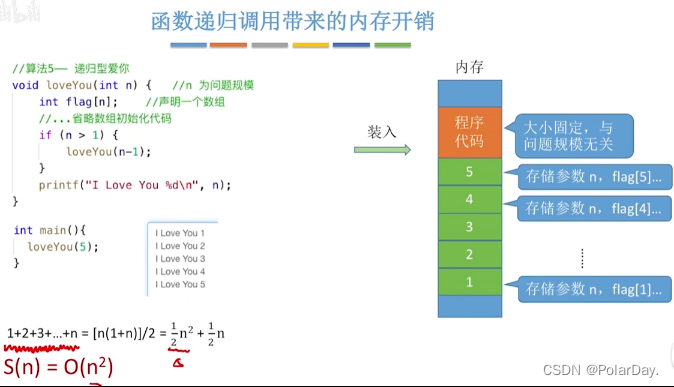 函数递归调用带来的内存开销
//算法5—— 递归型爱你
void loveYou(int n) { //n 为问题规模
int flag[n]; //声明一个数组
//...省略数组初始化代码
if (n > 1) {
loveYou(n-1);
}
printf("I Love You %d\n", n);
}
int main(){
loveYou(5);
}
I Love You 1
I Love You 2
I Love You 3
I Love You 4
I Love You 5
装入
内存
程序
代码
5
4
3
2
1
大小固定，与
问题规模无关
存储参数 n，flag[5]...
存储参数 n，flag[4]...
......
存储参数 n，flag[1]...
1+2+3+...+n = [n(1+n)]/2 = 1/2n² + 1/2n
S(n) = O(n²)
CSDN @PolarDay.